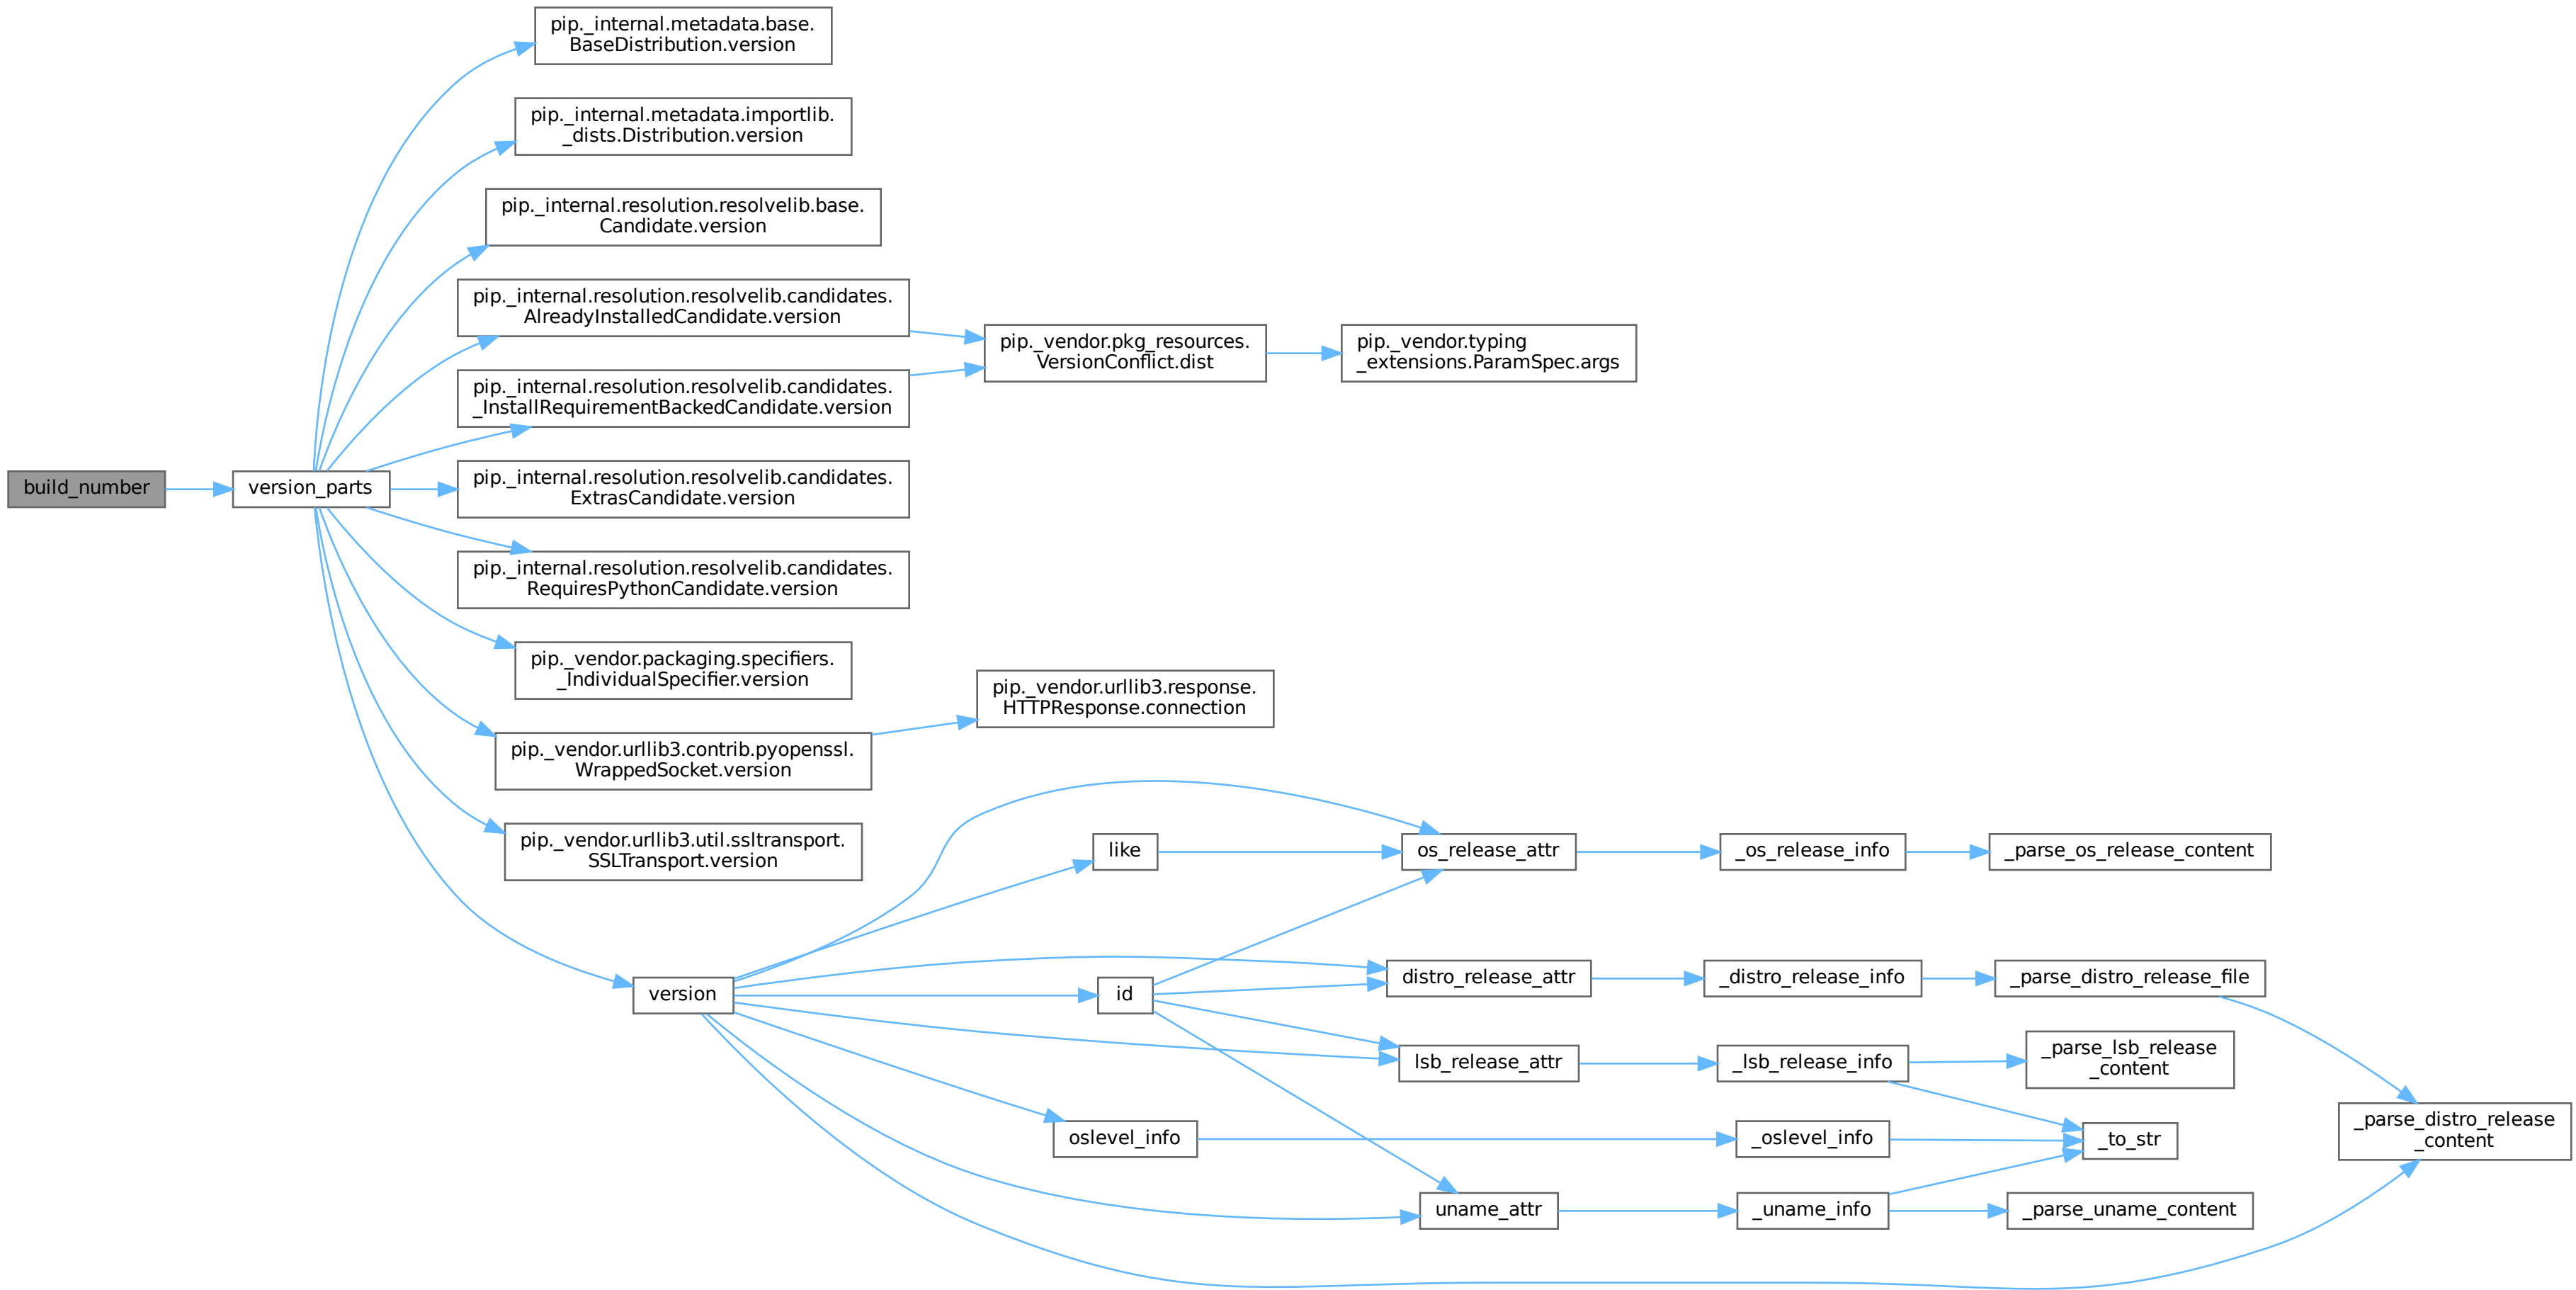 build_number
version_parts
pip._internal.metadata.base.
BaseDistribution.version
pip._internal.metadata.importlib.
_dists.Distribution.version
pip._internal.resolution.resolvelib.base.
Candidate.version
pip._internal.resolution.resolvelib.candidates.
AlreadyInstalledCandidate.version
pip._internal.resolution.resolvelib.candidates.
_InstallRequirementBackedCandidate.version
pip._internal.resolution.resolvelib.candidates.
ExtrasCandidate.version
pip._internal.resolution.resolvelib.candidates.
RequiresPythonCandidate.version
pip._vendor.packaging.specifiers.
_IndividualSpecifier.version
pip._vendor.urllib3.contrib.pyopenssl.
WrappedSocket.version
pip._vendor.urllib3.util.ssltransport.
SSLTransport.version
version
pip._vendor.pkg_resources.
VersionConflict.dist
pip._vendor.typing
_extensions.ParamSpec.args
pip._vendor.urllib3.response.
HTTPResponse.connection
like
id
oslevel_info
os_release_attr
distro_release_attr
lsb_release_attr
uname_attr
_os_release_info
_distro_release_info
_lsb_release_info
_oslevel_info
_uname_info
_parse_os_release_content
_parse_distro_release_file
_parse_lsb_release
_content
_to_str
_parse_uname_content
_parse_distro_release
_content